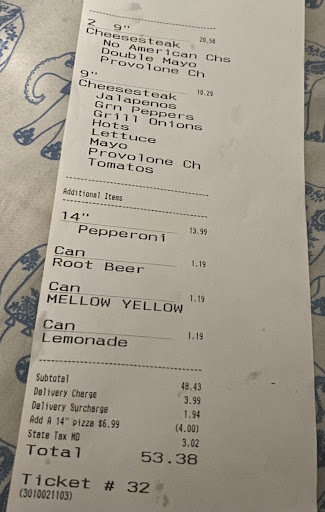 2 9" 20.58
Cheesesteak
No American Chs
Double Mayo
Provolone Ch
9" 10.29
Cheesesteak
Jalapenos
Grn Peppers
Grill Onions
Hots
Lettuce
Mayo
Provolone Ch
Tomatos
Additional Items
14" 13.99
Pepperoni
Can 1.19
Root Beer
Can 1.19
MELLOW YELLOW
Can 1.19
Lemonade
Subtotal 48.43
Delivery Charge 3.99
Delivery Surcharge 1.94
Add A 14" pizza $6.99 (4.00)
State Tax MD 3.02
Total 53.38
Ticket # 32
(3010021103)